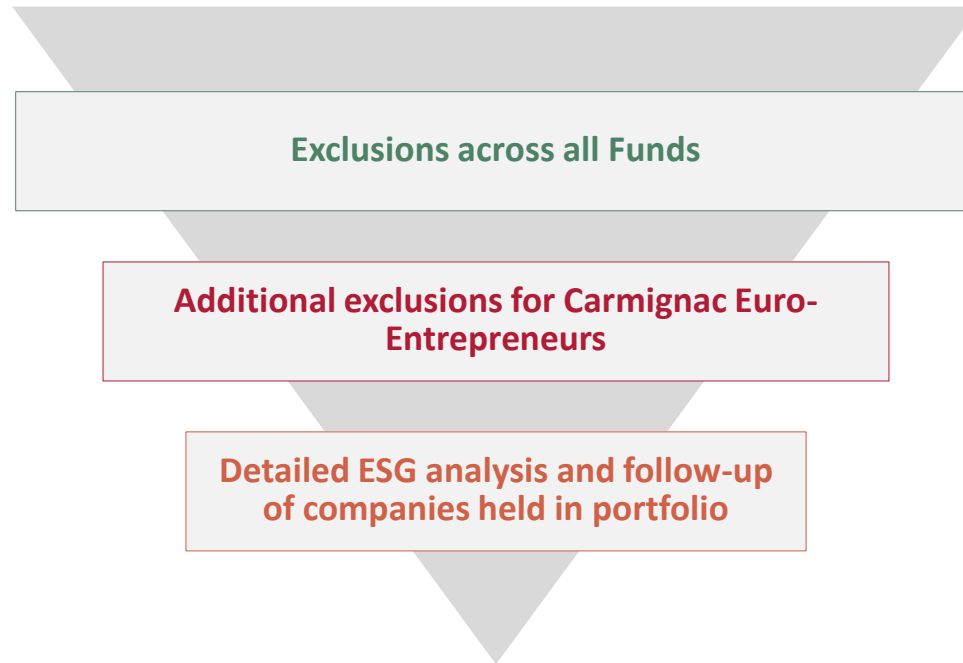 Exclusions across all Funds
Additional exclusions for Carmignac Euro-
Entrepreneurs
Detailed ESG analysis and follow-up
of companies held in portfolio